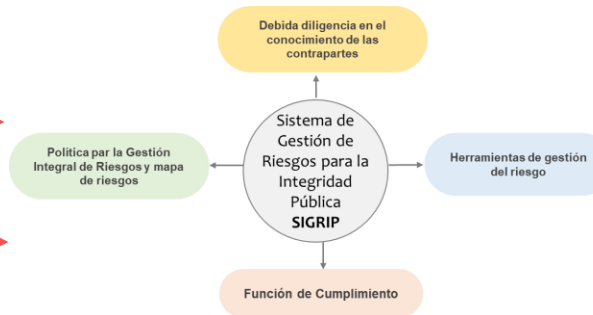 Debida diligencia en el
conocimiento de las
contrapartes
Sistema de
Gestión de
Riesgos para la
Integridad
Pública
SIGRIP
Politica par la Gestión
Integral de Riesgos y mapa
de riesgos
Herramientas de gestión
del riesgo
Función de Cumplimiento